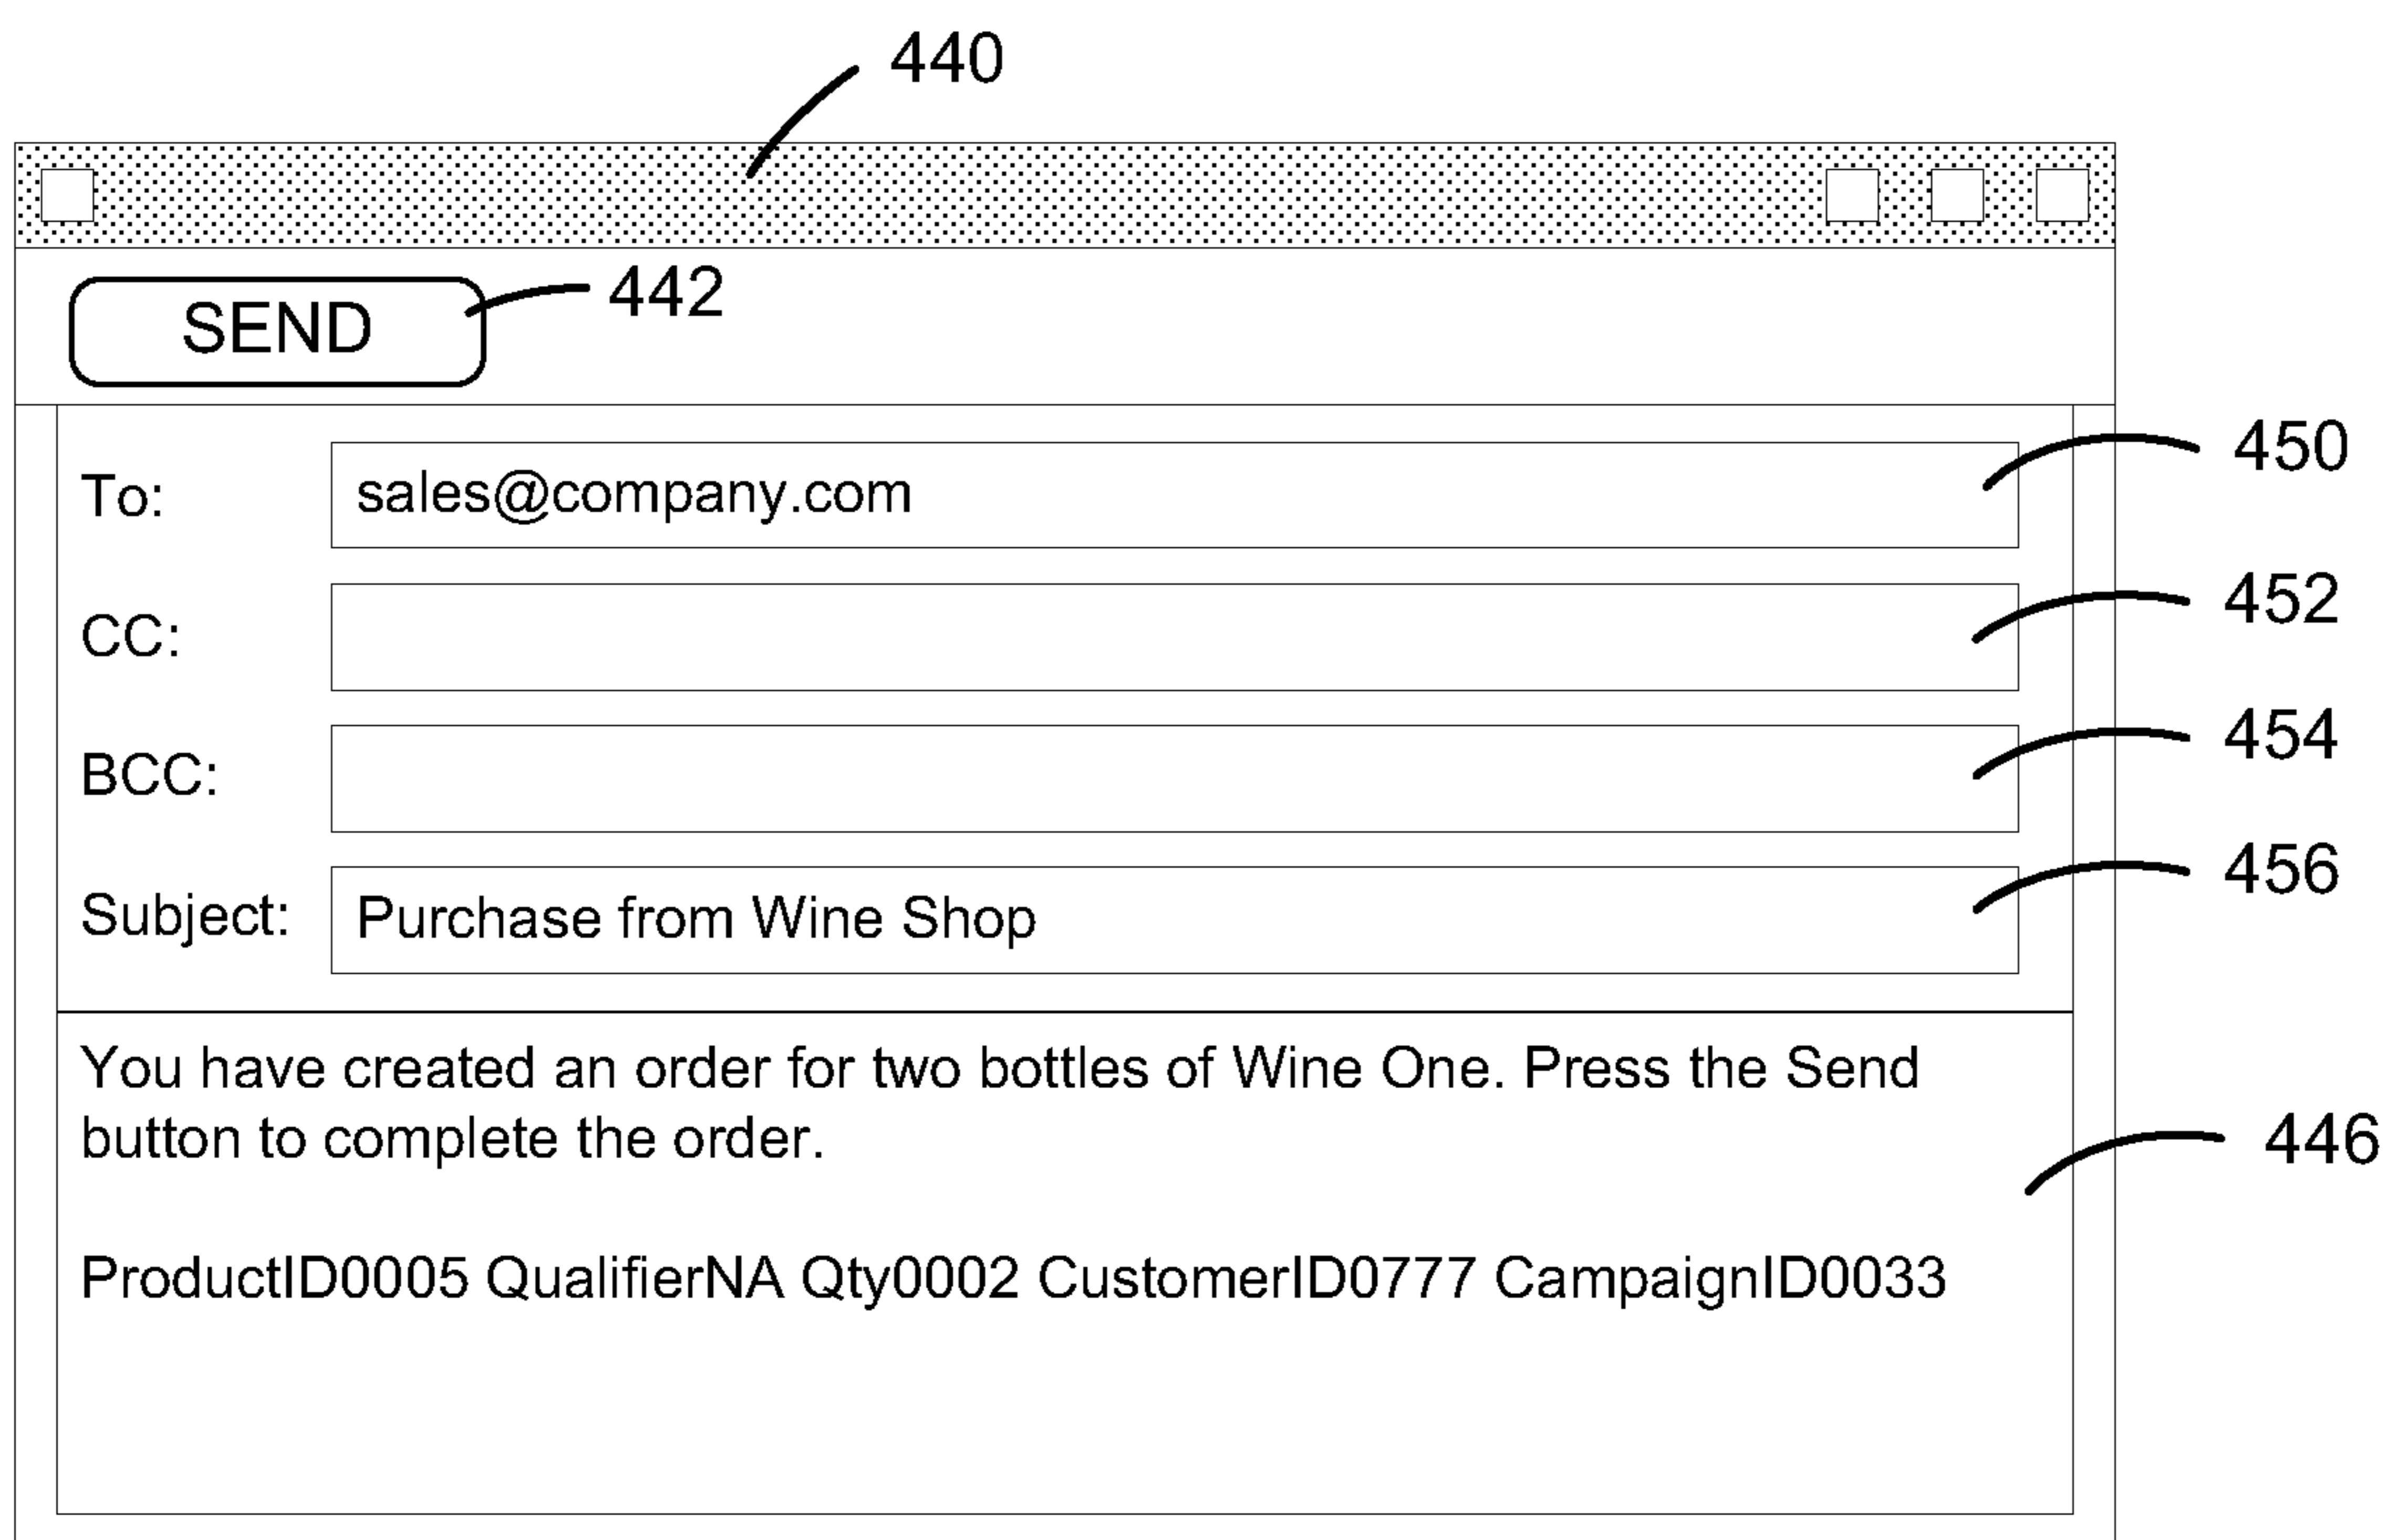 440
SEND 442
To: sales@company.com 450
CC: 452
BCC: 454
Subject: Purchase from Wine Shop 456
You have created an order for two bottles of Wine One. Press the Send
button to complete the order.
446
ProductID0005 QualifierNA Qty0002 CustomerID0777 CampaignID0033